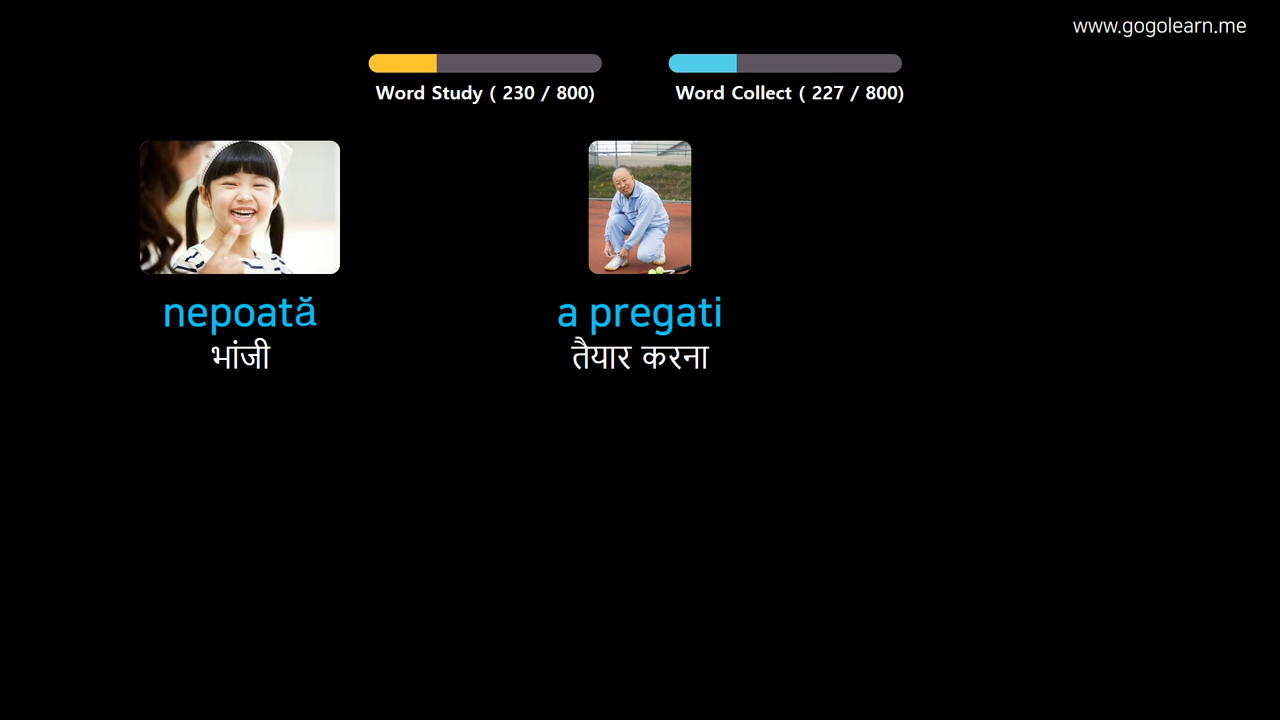 www.gogolearn.me
Word Study ( 230 / 800)
Word Collect ( 227 / 800)
nepoată
भांजी
a pregati
तैयार करना